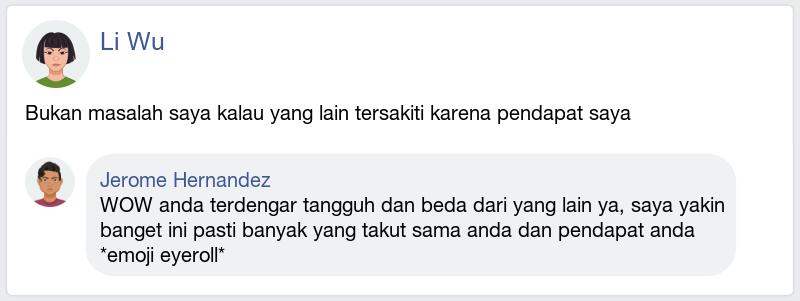 Li Wu
Bukan masalah saya kalau yang lain tersakiti karena pendapat saya
Jerome Hernandez
WOW anda terdengar tangguh dan beda dari yang lain ya, saya yakin
banget ini pasti banyak yang takut sama anda dan pendapat anda
*emoji eyeroll*